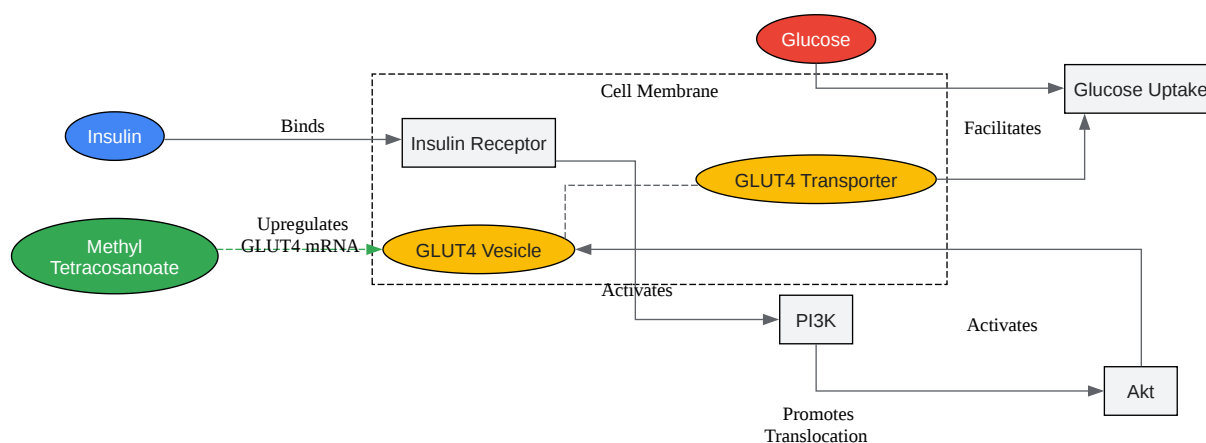 Glucose
Cell Membrane
Glucose Uptake
Binds
Facilitates
Insulin
Insulin Receptor
GLUT4 Transporter
Upregulates
GLUT4 mRNA
Methyl
Tetracosanoate
GLUT4 Vesicle
Activates
PI3K
Activates
Akt
Promotes
Translocation